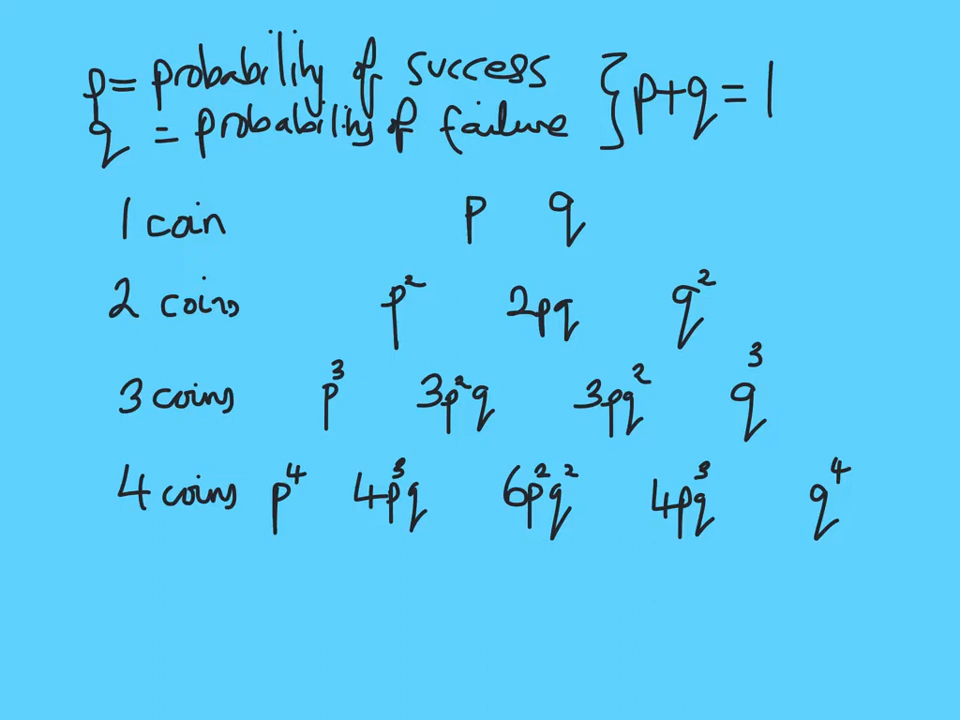 p = probability of success } p+q = 1
q = probability of failure
1 coin p q
2 coins p² 2pq q²
3 coins p³ 3p²q 3pq² q³
4 coins p⁴ 4p³q 6p²q² 4pq³ q⁴